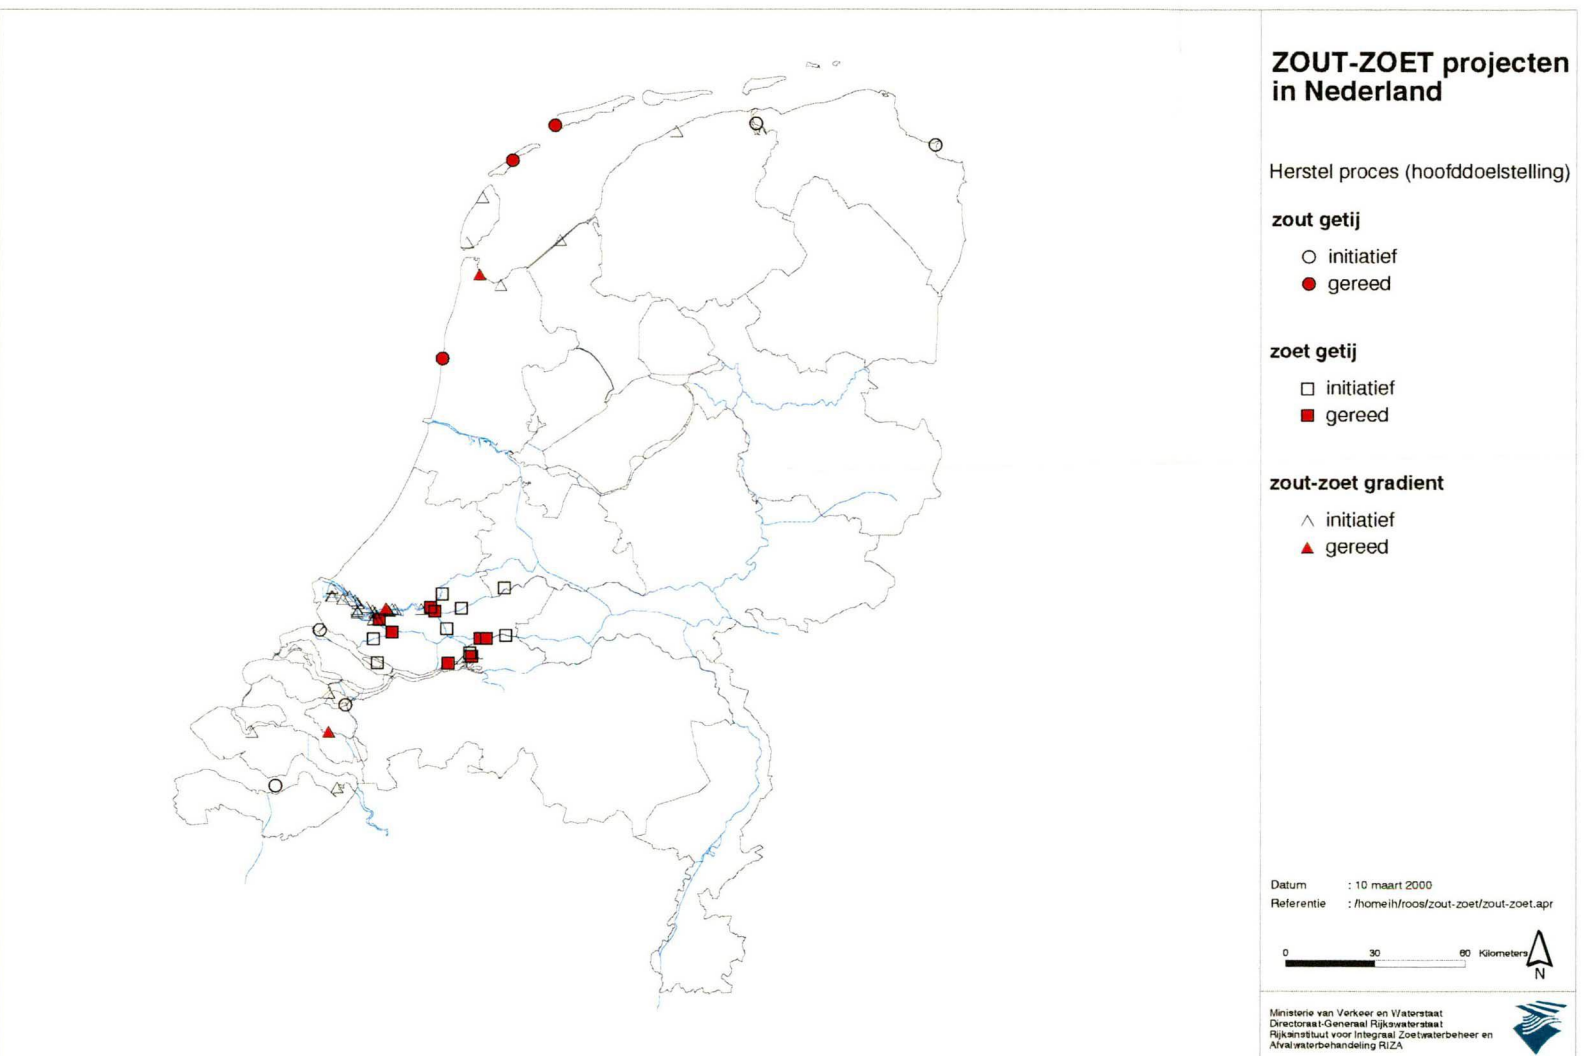 ZOUT-ZOET projecten
in Nederland
Herstel proces (hoofddoelstelling)
zout getij
initiatief
gereed
zoet getij
initiatief
gereed
zout-zoet gradient
initiatief
gereed
Datum : 10 maart 2000
Referentie : /homeih/roos/zout-zoet/zout-zoet.apr
0 30 60 Kilometers
N
Ministerie van Verkeer en Waterstaat
Directoraat-Generaal Rijkswaterstaat
Rijksinstituut voor Integraal Zoetwaterbeheer en
Afvalwaterbehandeling RIZA